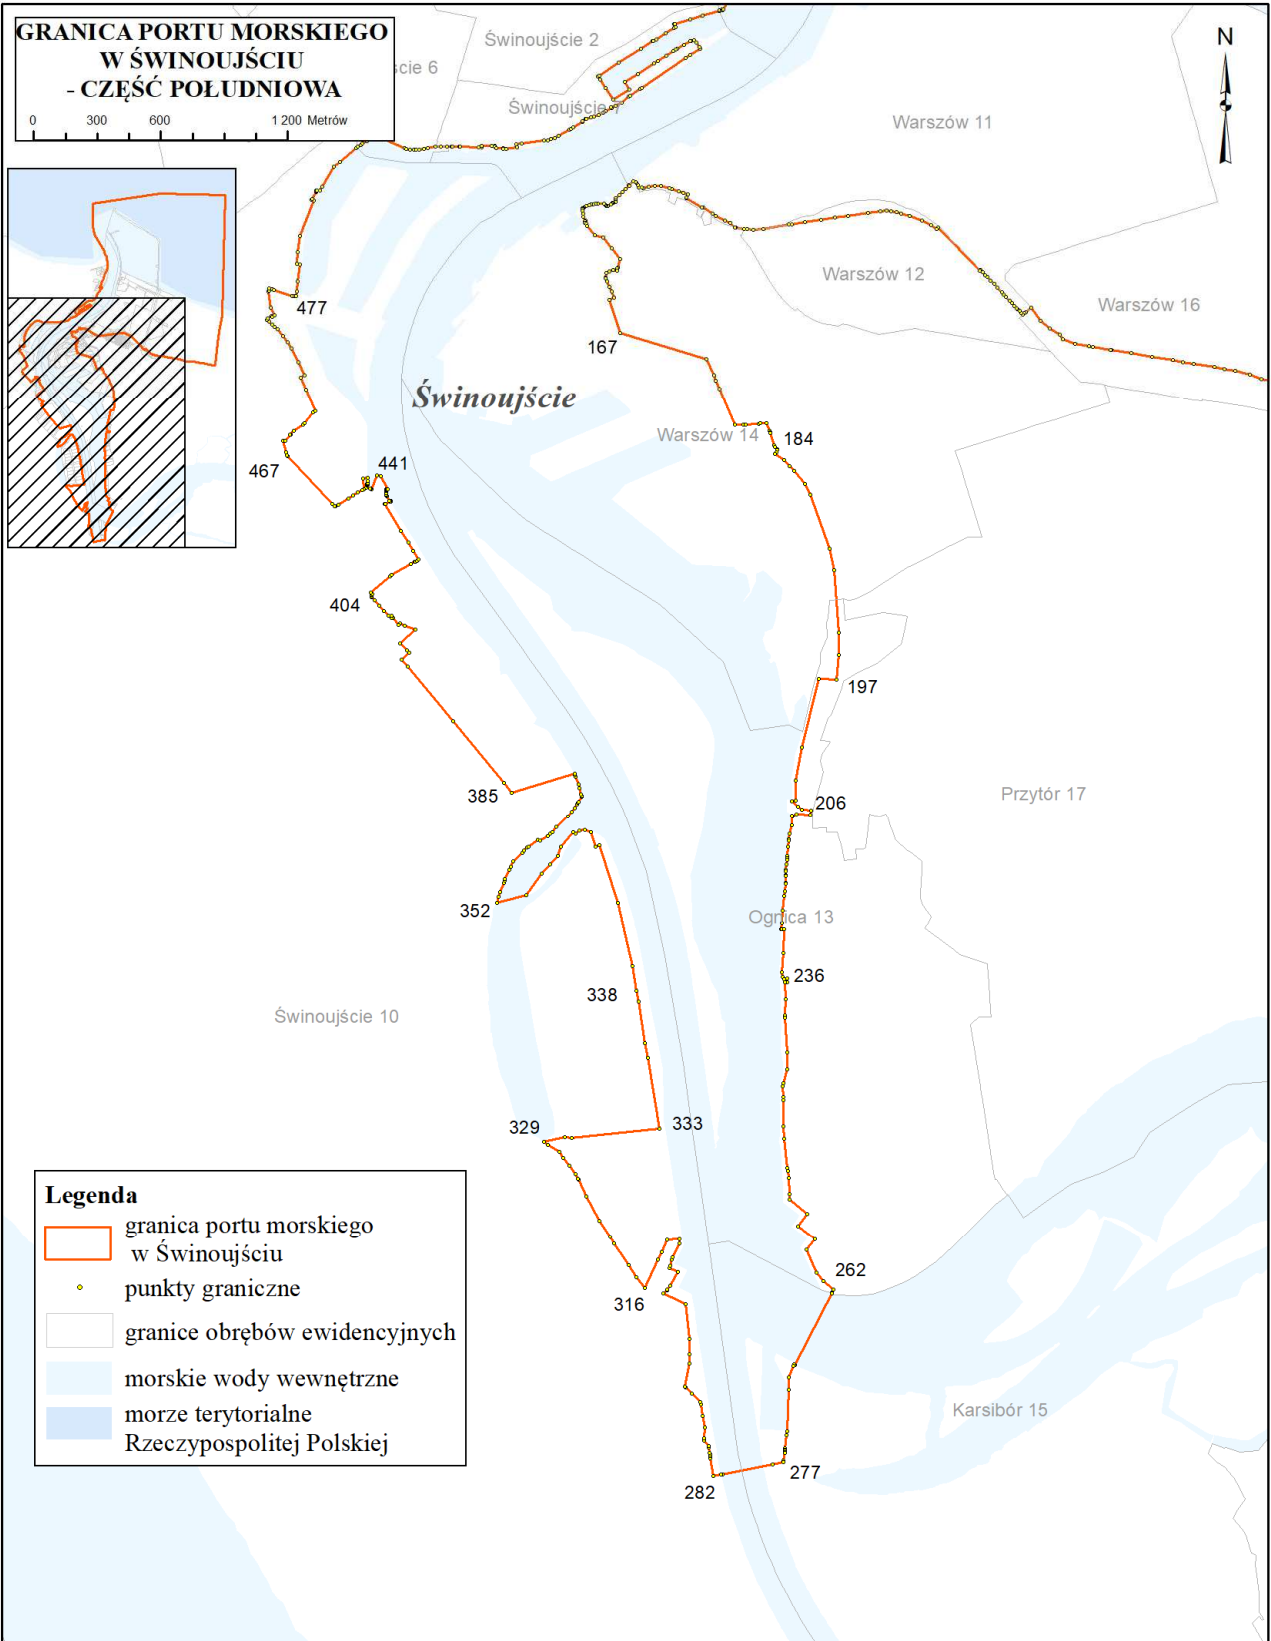 GRANICA PORTU MORSKIEGO
W ŚWINOUJŚCIU
- CZĘŚĆ POŁUDNIOWA
0 300 600 1 200 Metrów
ście 6
Świnoujście 2
Świnoujście 7
N
Warszów 11
Warszów 12
Warszów 16
477
167
Świnoujście
Warszów 14
184
441
467
404
197
385
206
Przytór 17
352
Ognica 13
236
338
Świnoujście 10
329
333
262
316
Karsibór 15
277
282
Legenda
granica portu morskiego
w Świnoujściu
punkty graniczne
granice obrębów ewidencyjnych
morskie wody wewnętrzne
morze terytorialne
Rzeczypospolitej Polskiej